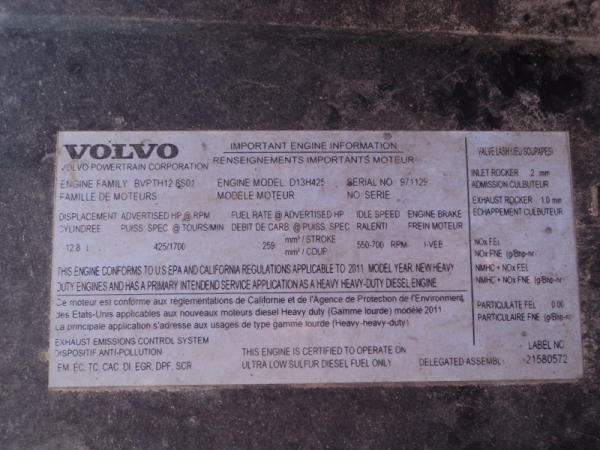 VOLVO
VOLVO POWERTRAIN CORPORATION
IMPORTANT ENGINE INFORMATION
RENSEIGNEMENTS IMPORTANTS MOTEUR
ENGINE FAMILY BVPTH12.8S01 ENGINE MODEL D13H425 SERIAL NO 971129
FAMILLE DE MOTEURS MODELE MOTEUR NO. SERIE
DISPLACEMENT ADVERTISED HP @ RPM FUEL RATE @ ADVERTISED HP IDLE SPEED ENGINE BRAKE
CYLINDREE PUISS SPEC @ TOURS/MIN DEBIT DE CARB @ PUISS. SPEC RALENTI FREIN MOTEUR
12.8 l 425/1700 259 mm³ / STROKE 550-700 RPM I-VEB
mm³ / COUP
THIS ENGINE CONFORMS TO U.S EPA AND CALIFORNIA REGULATIONS APPLICABLE TO 2011 MODEL YEAR, NEW HEAVY
DUTY ENGINES AND HAS A PRIMARY INTENDED SERVICE APPLICATION AS A HEAVY HEAVY-DUTY DIESEL ENGINE
Ce moteur est conforme aux réglementations de Californie et de l'Agence de Protection de l'Environment
des Etats-Unis applicables aux nouveaux moteurs diesel Heavy duty (Gamme lourde) modèle 2011
La principale application s'adresse aux usages de type gamme lourde (Heavy-heavy-duty)
EXHAUST EMISSIONS CONTROL SYSTEM
DISPOSITIF ANTI-POLLUTION
EM, EC, TC, CAC, DI, EGR, DPF, SCR
THIS ENGINE IS CERTIFIED TO OPERATE ON
ULTRA LOW SULFUR DIESEL FUEL ONLY
DELEGATED ASSEMBL
VALVE LASH (JEU SOUPAPES)
INLET ROCKER .2 mm
ADMISSION CULBUTEUR
EXHAUST ROCKER 1.0 mm
ECHAPPEMENT CULBUTEUR
NOx FEL
NOx FNE (g/Bhp-hr
NMHC + NOx FEL
NMHC + NOx FNE (g/Bhp-hr
PARTICULATE FEL 0.00
PARTICULAIRE FNE (g/Bhp-hr
LABEL NO
21580572